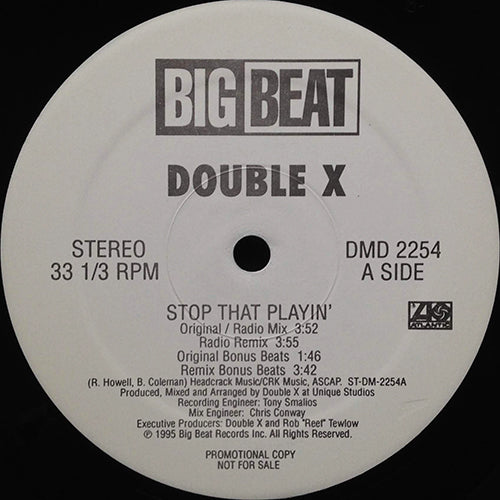 BIG BEAT
DOUBLE X
STEREO
33 1/3 RPM
DMD 2254
A SIDE
STOP THAT PLAYIN'
Original / Radio Mix 3:52
Radio Remix 3:55
Original Bonus Beats 1:46
Remix Bonus Beats 3:42
(R. Howell, B. Coleman) Headcrack Music/CRK Music, ASCAP. ST-DM-2254A
Produced, Mixed and Arranged by Double X at Unique Studios
Recording Engineer: Tony Smalios
Mix Engineer: Chris Conway
Executive Producers: Double X and Rob "Reef" Tewlow
℗ 1995 Big Beat Records Inc. All Rights Reserved.
PROMOTIONAL COPY
NOT FOR SALE
ATLANTIC